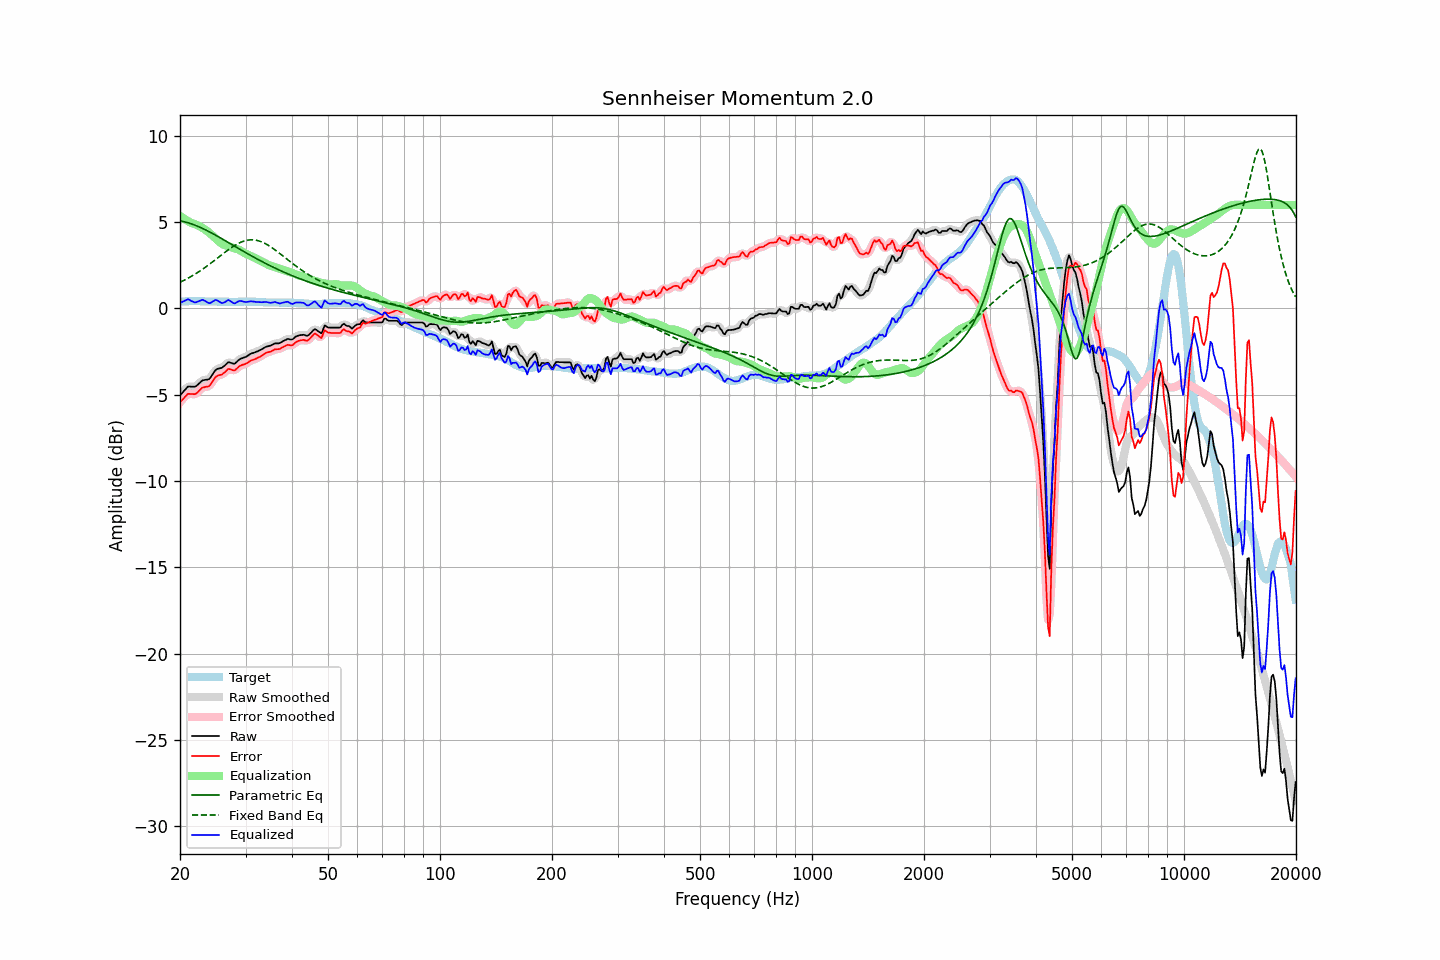 Sennheiser Momentum 2.0
10
5
0
−5
−10
−15
−20
−25
−30
Amplitude (dBr)
Target
Raw Smoothed
Error Smoothed
Raw
Error
Equalization
Parametric Eq
Fixed Band Eq
Equalized
20 50 100 200 500 1000 2000 5000 10000 20000
Frequency (Hz)